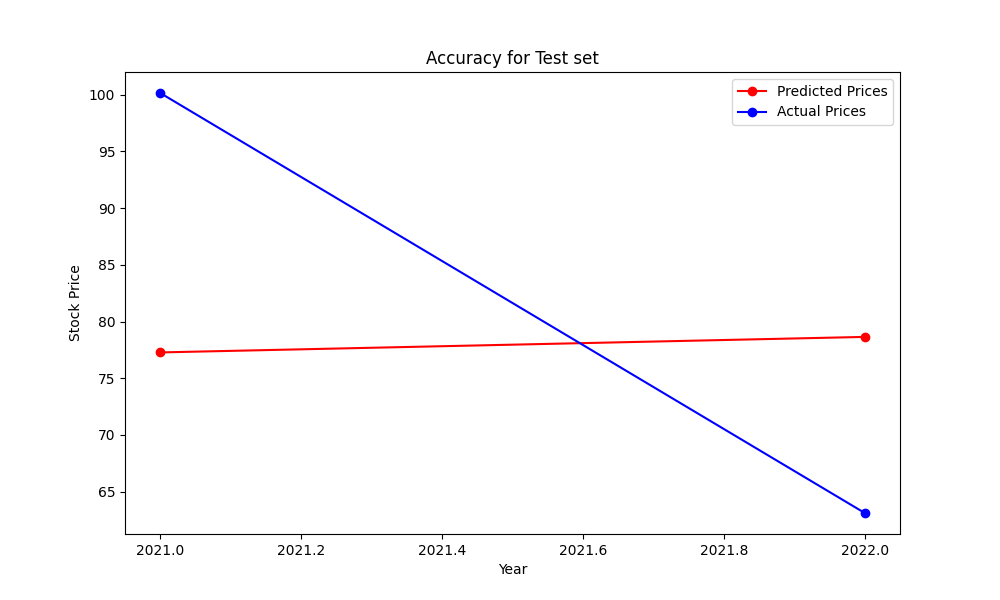 Accuracy for Test set
Predicted Prices
Actual Prices
100
95
90
85
80
75
70
65
Stock Price
2021.0 2021.2 2021.4 2021.6 2021.8 2022.0
Year